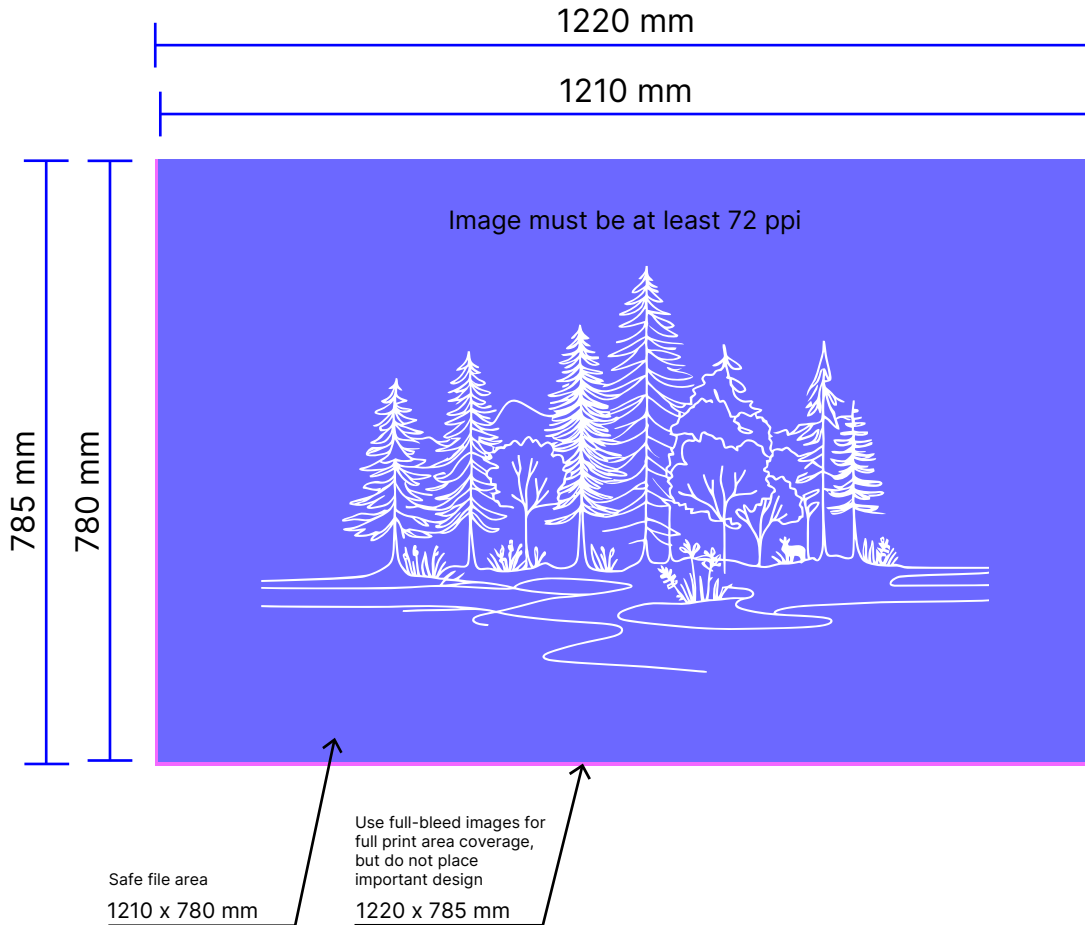 1220 mm
1210 mm
785 mm
780 mm
Image must be at least 72 ppi
Safe file area
1210 x 780 mm
Use full-bleed images for
full print area coverage,
but do not place
important design
1220 x 785 mm